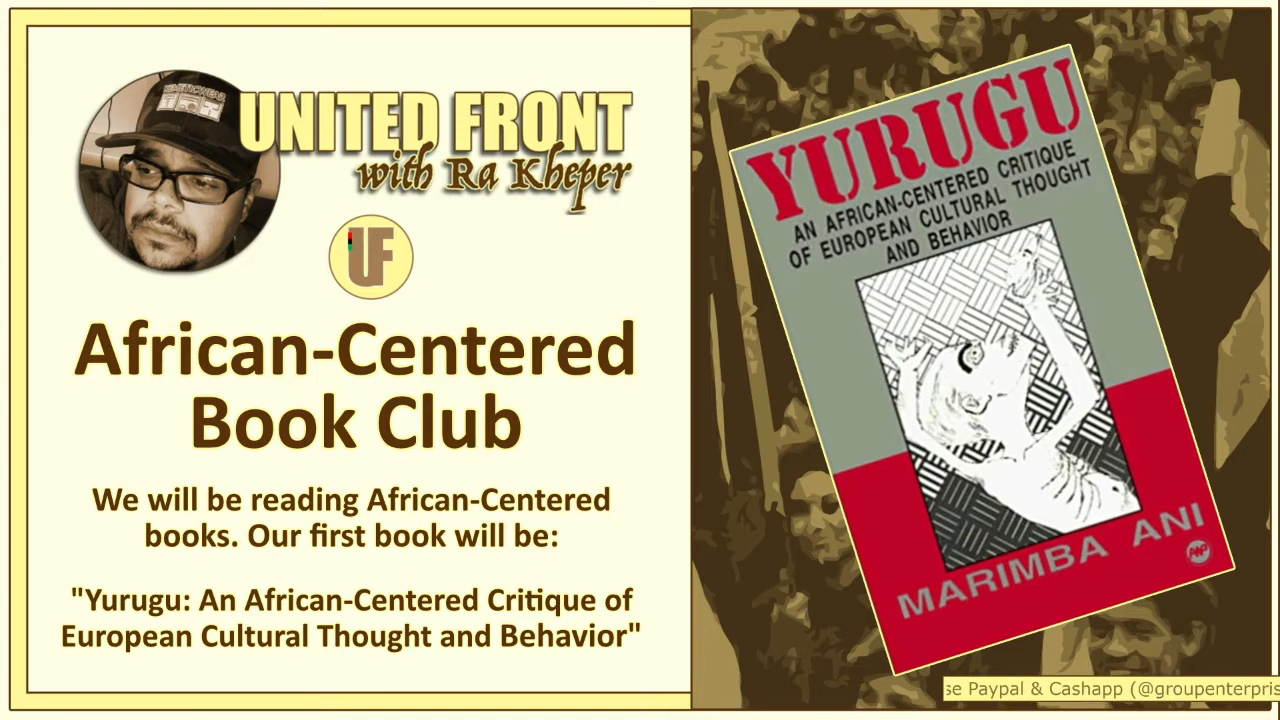 UNITED FRONT
with Ra Kheper
UF
African-Centered
Book Club
We will be reading African-Centered
books. Our first book will be:
"Yurugu: An African-Centered Critique of
European Cultural Thought and Behavior"
YURUGU
AN AFRICAN-CENTERED CRITIQUE
OF EUROPEAN CULTURAL THOUGHT
AND BEHAVIOR
MARIMBA ANI
se Paypal & Cashapp (@groupenterpris